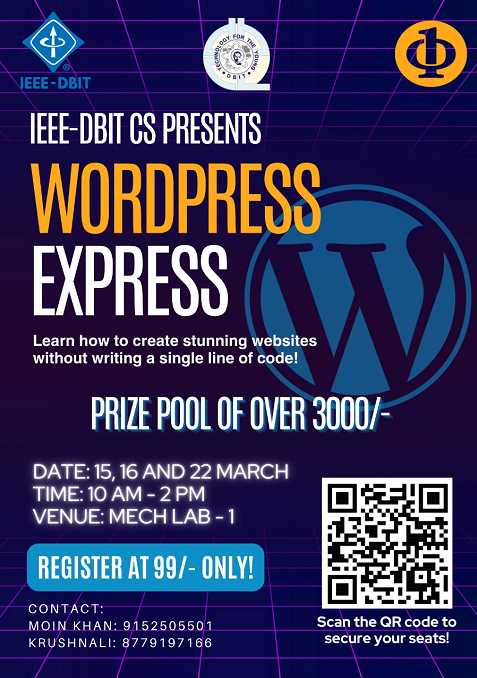 IEEE-DBIT
TECHNOLOGY FOR THE YOUNG
DBIT
IEEE-DBIT CS PRESENTS
WORDPRESS
EXPRESS
Learn how to create stunning websites
without writing a single line of code!
PRIZE POOL OF OVER 3000/-
DATE: 15, 16 AND 22 MARCH
TIME: 10 AM - 2 PM
VENUE: MECH LAB - 1
REGISTER AT 99/- ONLY!
CONTACT:
MOIN KHAN: 9152505501
KRUSHNALI: 8779197166
Scan the QR code to
secure your seats!